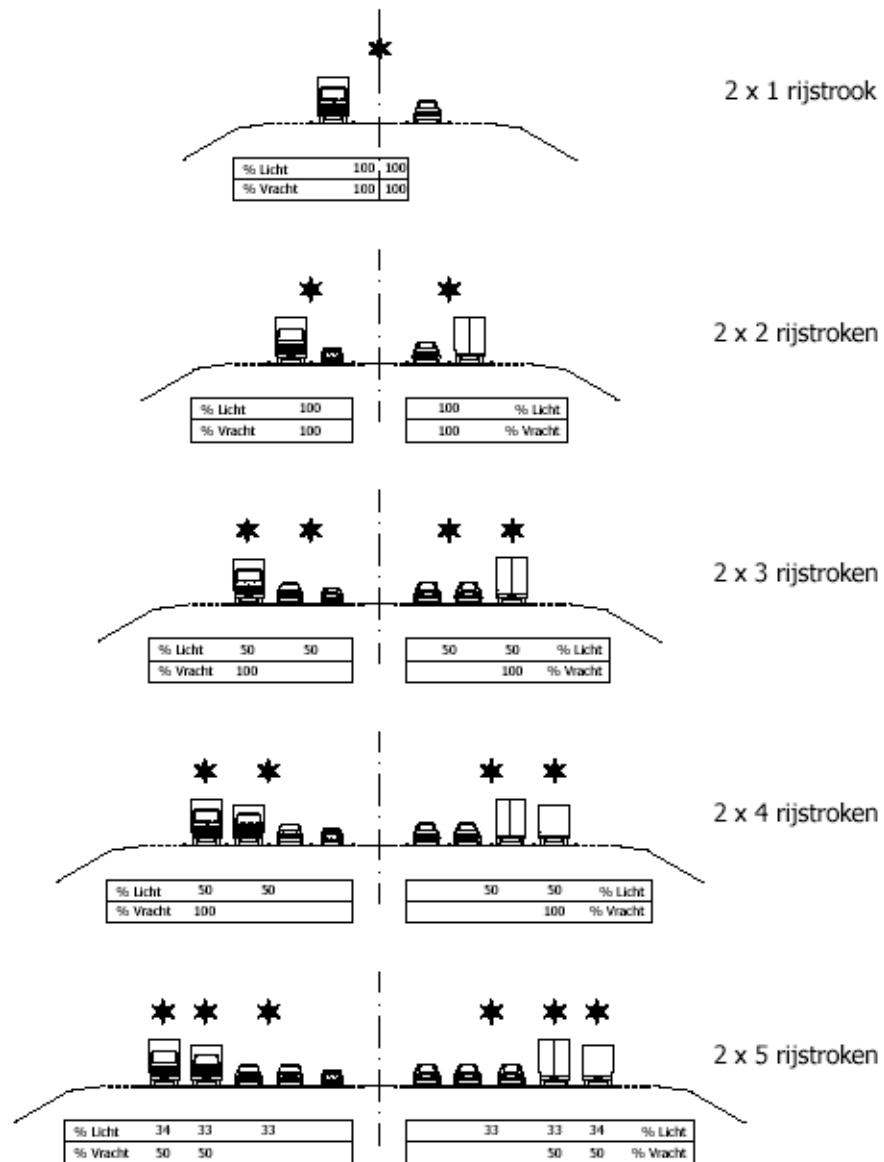 2 x 1 rijstrook
% Licht 100 100
% Vracht 100 100
2 x 2 rijstroken
% Licht 100 100 % Licht
% Vracht 100 100 % Vracht
2 x 3 rijstroken
% Licht 50 50 50 50 % Licht
% Vracht 100 100 % Vracht
2 x 4 rijstroken
% Licht 50 50 50 50 % Licht
% Vracht 100 100 % Vracht
2 x 5 rijstroken
% Licht 34 33 33 33 33 34 % Licht
% Vracht 50 50 50 50 % Vracht